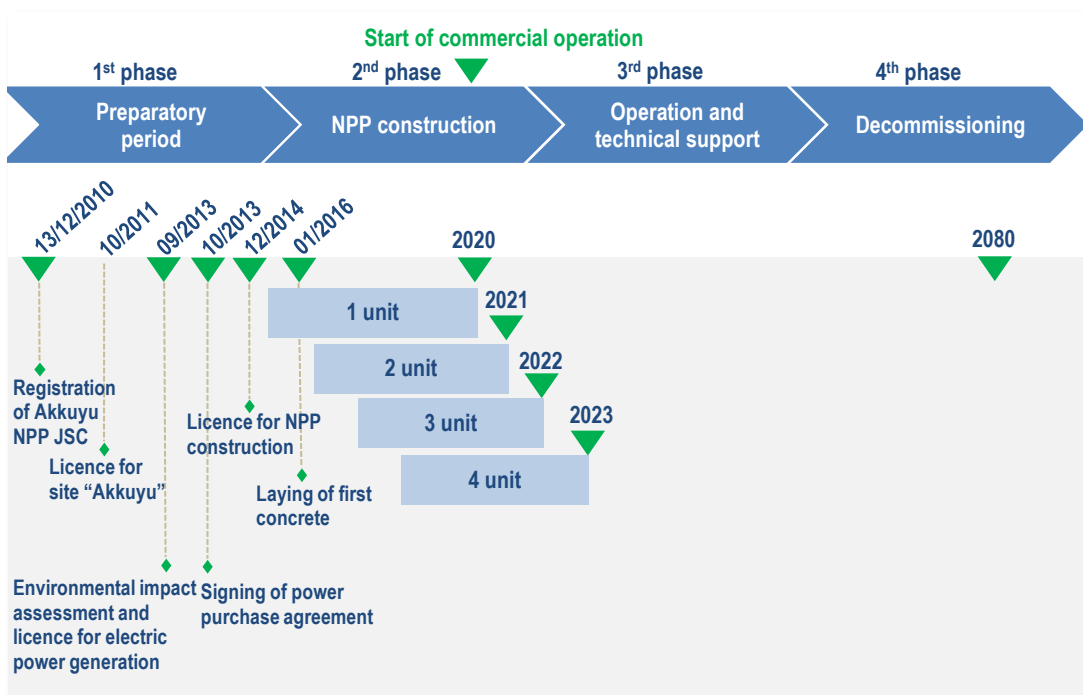 Start of commercial operation
1st phase
2nd phase
3rd phase
4th phase
Preparatory
period
NPP construction
Operation and
technical support
Decommissioning
13/12/2010
10/2011
09/2013
10/2013
12/2014
01/2016
2020
2080
1 unit
2021
2 unit
2022
3 unit
2023
4 unit
Registration
of Akkuyu
NPP JSC
Licence for
site “Akkuyu”
Licence for NPP
construction
Laying of first
concrete
Environmental impact
assessment and
licence for electric
power generation
Signing of power
purchase agreement